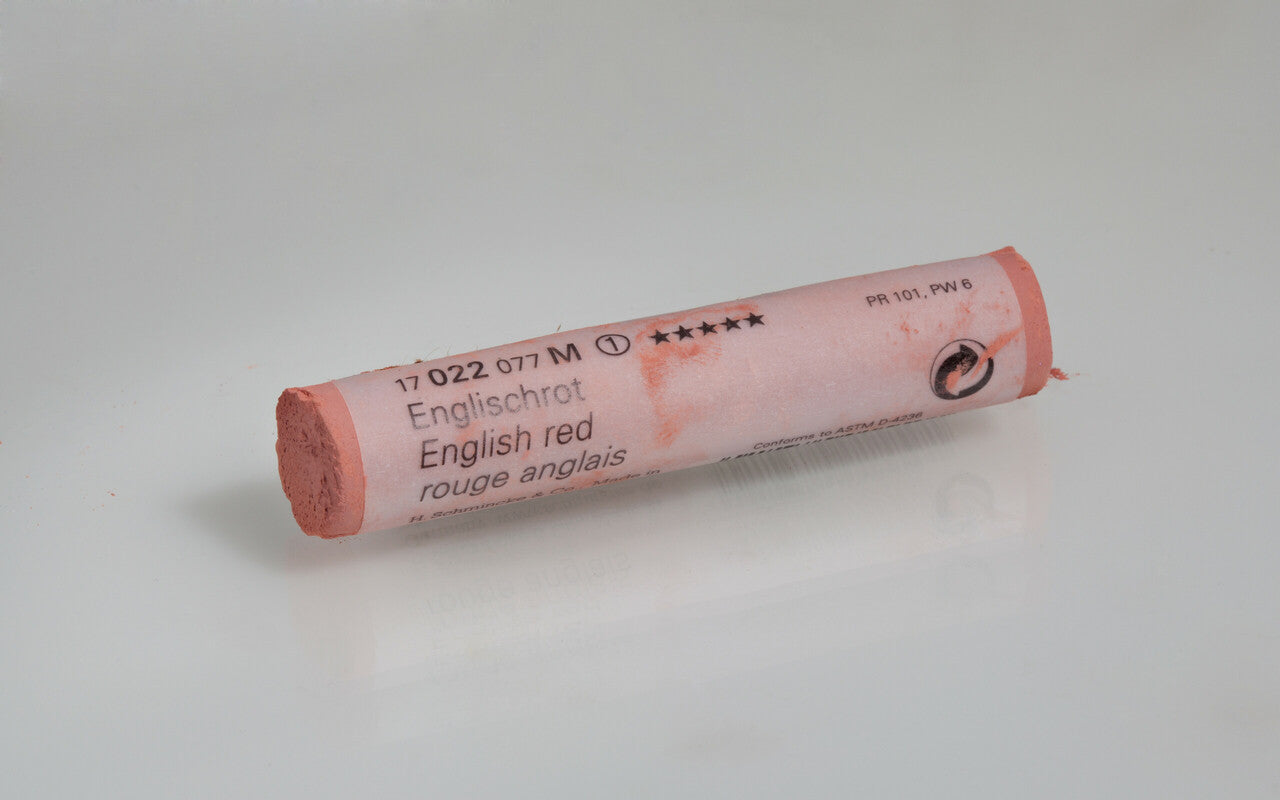 17 022 077 M ① ★★★★★
Englischrot
English red
rouge anglais
H. Schmincke & Co., Made in
PR 101, PW 6
Conforms to ASTM D-4236